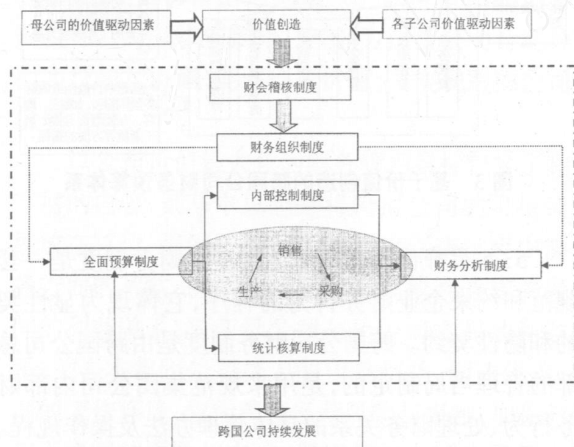 母公司的价值驱动因素
价值创造
各子公司价值驱动因素
财会稽核制度
财务组织制度
内部控制制度
全面预算制度
销售
财务分析制度
生产
采购
统计核算制度
跨国公司持续发展